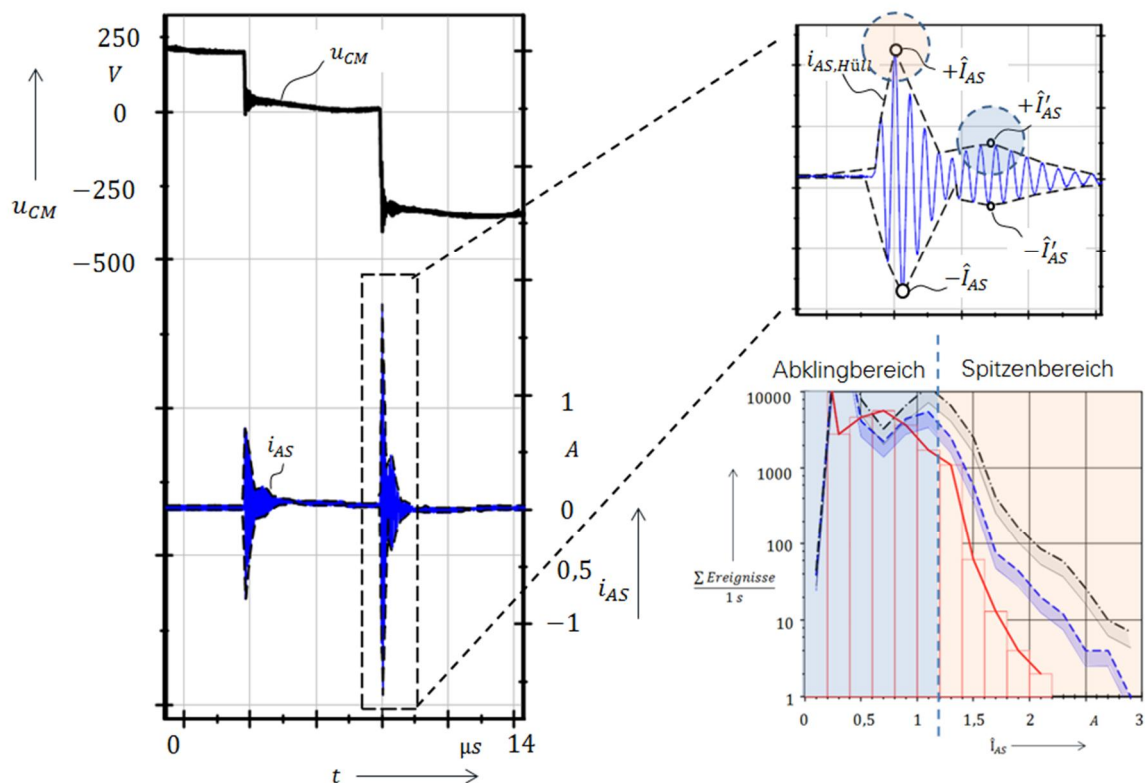 250
V
u_CM
0
−250
u_CM
−500
1
i_AS
A
0
0,5
i_AS
−1
0
μs
14
t
i_AS,Hüll
+Î_AS
+Î'_AS
−Î'_AS
−Î_AS
Abklingbereich
Spitzenbereich
10000
1000
100
∑ Ereignisse
1 s
10
1
0
0,5
1
1,5
2
A
3
Î_AS